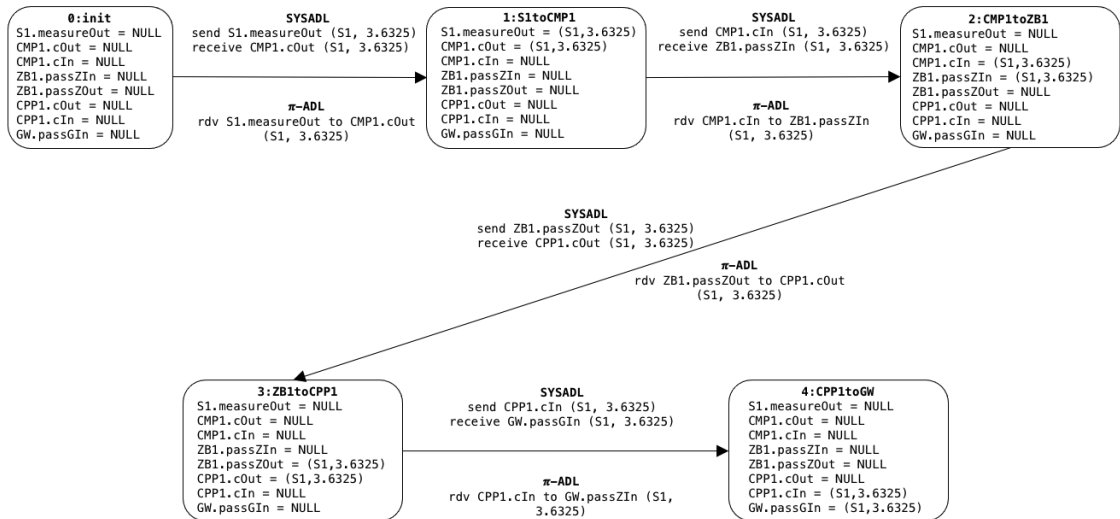 0:init
S1.measureOut = NULL
CMP1.cOut = NULL
CMP1.cIn = NULL
ZB1.passZIn = NULL
ZB1.passZOut = NULL
CPP1.cOut = NULL
CPP1.cIn = NULL
GW.passGIn = NULL
SYSADL
send S1.measureOut (S1, 3.6325)
receive CMP1.cOut (S1, 3.6325)
π-ADL
rdv S1.measureOut to CMP1.cOut
(S1, 3.6325)
1:S1toCMP1
S1.measureOut = (S1,3.6325)
CMP1.cOut = (S1,3.6325)
CMP1.cIn = NULL
ZB1.passZIn = NULL
ZB1.passZOut = NULL
CPP1.cOut = NULL
CPP1.cIn = NULL
GW.passGIn = NULL
SYSADL
send CMP1.cIn (S1, 3.6325)
receive ZB1.passZIn (S1, 3.6325)
π-ADL
rdv CMP1.cIn to ZB1.passZIn
(S1, 3.6325)
2:CMP1toZB1
S1.measureOut = NULL
CMP1.cOut = NULL
CMP1.cIn = (S1,3.6325)
ZB1.passZIn = (S1,3.6325)
ZB1.passZOut = NULL
CPP1.cOut = NULL
CPP1.cIn = NULL
GW.passGIn = NULL
SYSADL
send ZB1.passZOut (S1, 3.6325)
receive CPP1.cOut (S1, 3.6325)
π-ADL
rdv ZB1.passZOut to CPP1.cOut
(S1, 3.6325)
3:ZB1toCPP1
S1.measureOut = NULL
CMP1.cOut = NULL
CMP1.cIn = NULL
ZB1.passZIn = NULL
ZB1.passZOut = (S1,3.6325)
CPP1.cOut = (S1,3.6325)
CPP1.cIn = NULL
GW.passGIn = NULL
SYSADL
send CPP1.cIn (S1, 3.6325)
receive GW.passGIn (S1, 3.6325)
π-ADL
rdv CPP1.cIn to GW.passZIn (S1,
3.6325)
4:CPP1toGW
S1.measureOut = NULL
CMP1.cOut = NULL
CMP1.cIn = NULL
ZB1.passZIn = NULL
ZB1.passZOut = NULL
CPP1.cOut = NULL
CPP1.cIn = (S1,3.6325)
GW.passGIn = (S1,3.6325)